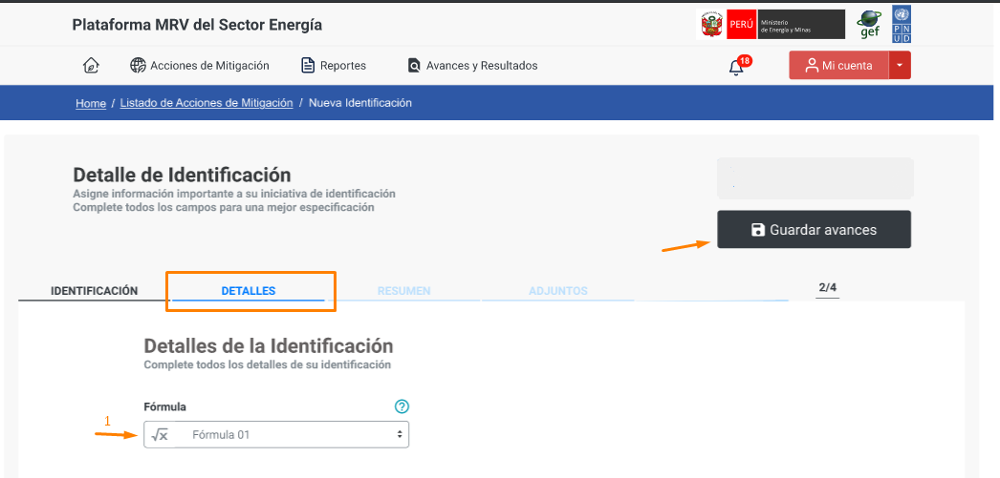 Plataforma MRV del Sector Energía
PERÚ Ministerio de Energía y Minas
gef
P N
U D
Acciones de Mitigación Reportes Avances y Resultados 18 Mi cuenta
Home / Listado de Acciones de Mitigación / Nueva Identificación
Detalle de Identificación
Asigne información importante a su iniciativa de identificación
Complete todos los campos para una mejor especificación
Guardar avances
IDENTIFICACIÓN DETALLES RESUMEN ADJUNTOS 2/4
Detalles de la Identificación
Complete todos los detalles de su identificación
Fórmula ?
1
√x Fórmula 01